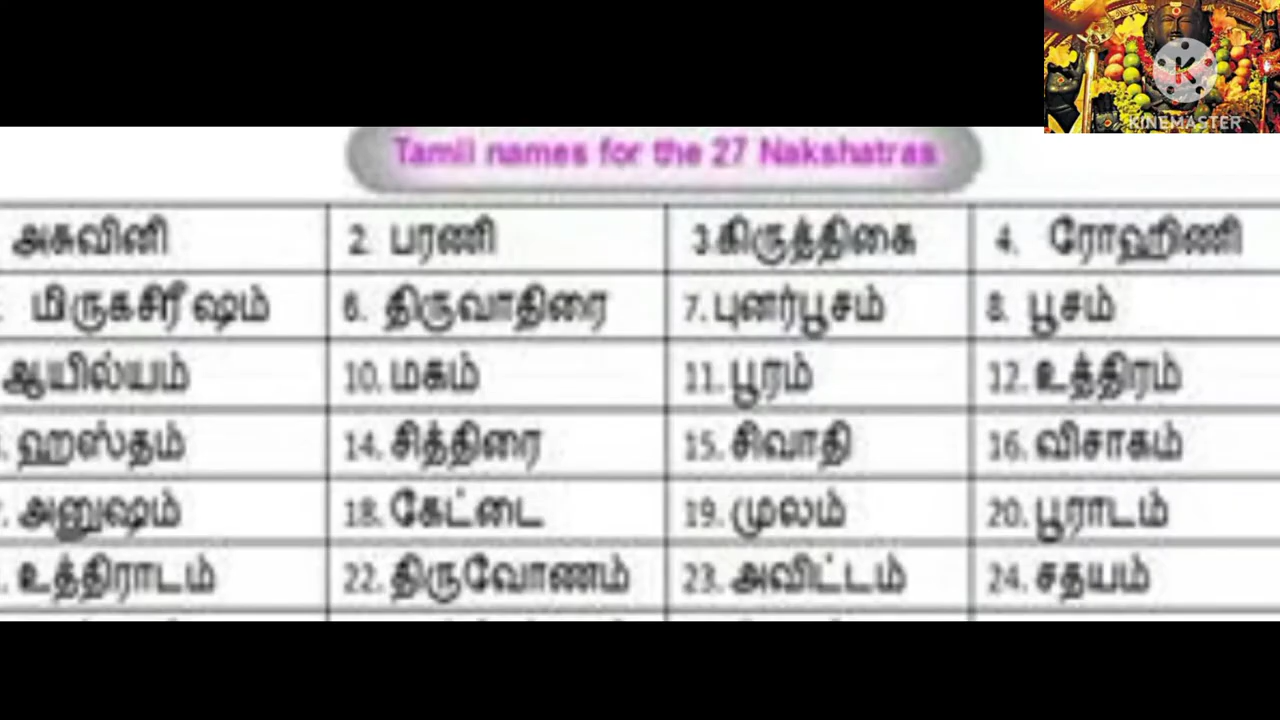 KINEMASTER
Tamil names for the 27 Nakshatras
அசுவினி 2. பரணி 3.கிருத்திகை 4. ரோஹிணி
மிருகசிரீஷம் 6. திருவாதிரை 7. புனர்பூசம் 8. பூசம்
ஆயில்யம் 10. மகம் 11. பூரம் 12. உத்திரம்
ஹஸ்தம் 14. சித்திரை 15. சிவாதி 16. விசாகம்
அனுஷம் 18. கேட்டை 19. முலம் 20. பூராடம்
உத்திராடம் 22. திருவோணம் 23. அவிட்டம் 24. சதயம்